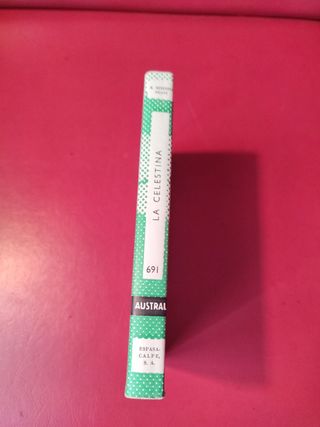 LA CELESTINA
691
AUSTRAL
ESPASA-
CALPE,
S. A.